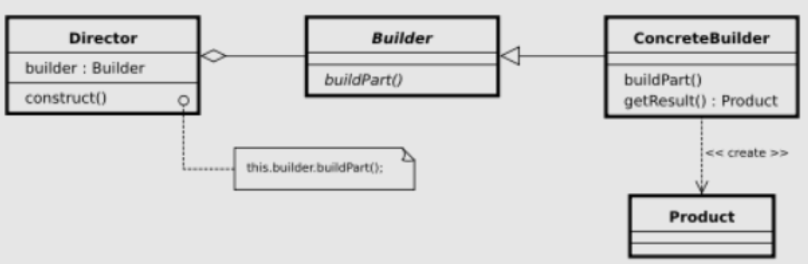 Director
builder : Builder
construct()
Builder
buildPart()
ConcreteBuilder
buildPart()
getResult() : Product
this.builder.buildPart();
<< create >>
Product